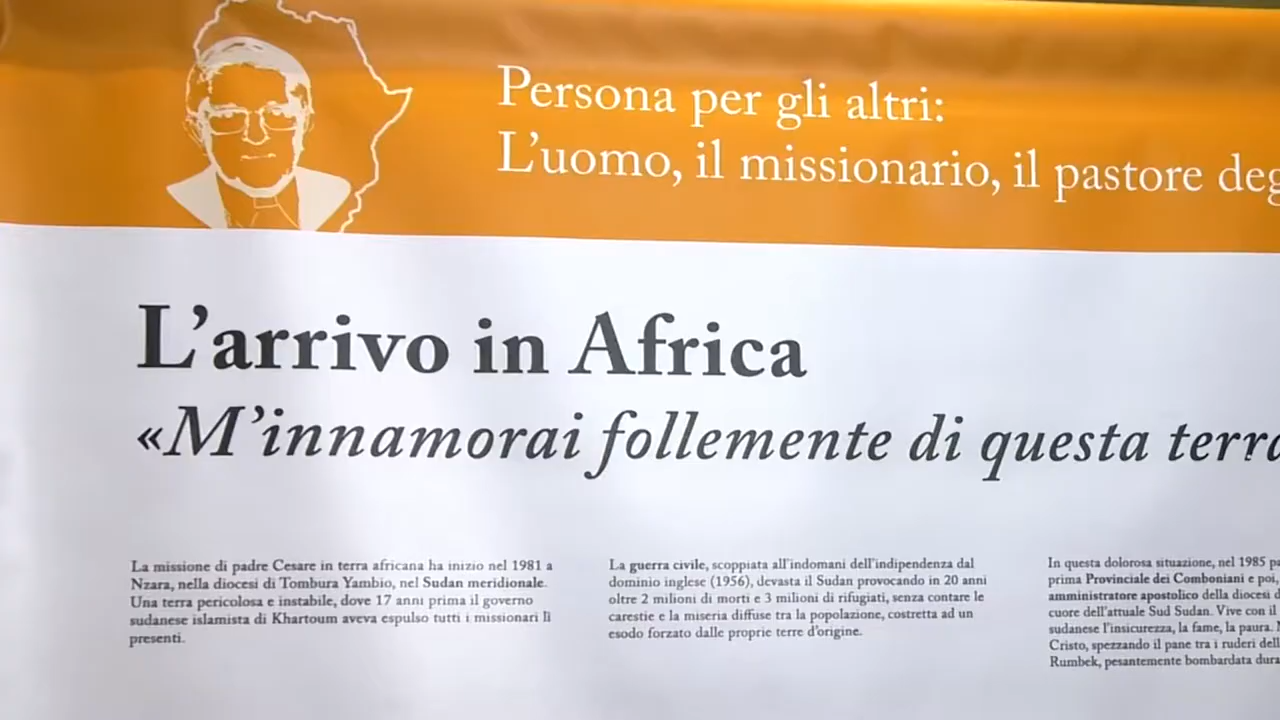 Persona per gli altri:
L'uomo, il missionario, il pastore deg
L'arrivo in Africa
«M'innamorai follemente di questa terra
La missione di padre Cesare in terra africana ha inizio nel 1981 a
Nzara, nella diocesi di Tombura Yambio, nel Sudan meridionale.
Una terra pericolosa e instabile, dove 17 anni prima il governo
sudanese islamista di Khartoum aveva espulso tutti i missionari lì
presenti.
La guerra civile, scoppiata all'indomani dell'indipendenza dal
dominio inglese (1956), devasta il Sudan provocando in 20 anni
oltre 2 milioni di morti e 3 milioni di rifugiati, senza contare le
carestie e la miseria diffuse tra la popolazione, costretta ad un
esodo forzato dalle proprie terre d'origine.
In questa dolorosa situazione, nel 1985 pa
prima Provinciale dei Comboniani e poi,
amministratore apostolico della diocesi d
cuore dell'attuale Sud Sudan. Vive con il
sudanese l'insicurezza, la fame, la paura.
Cristo, spezzando il pane tra i ruderi dell
Rumbek, pesantemente bombardata dura